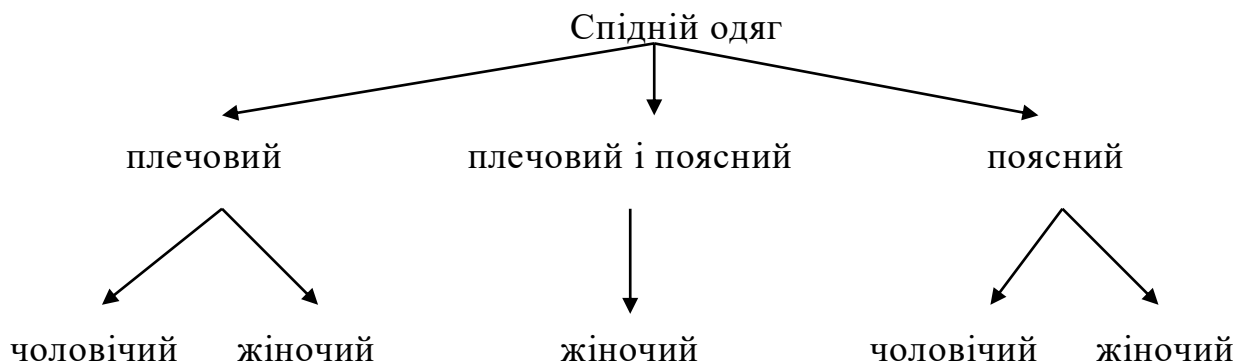 Спідній одяг
плечовий плечовий і поясний поясний
чоловічий жіночий жіночий чоловічий жіночий